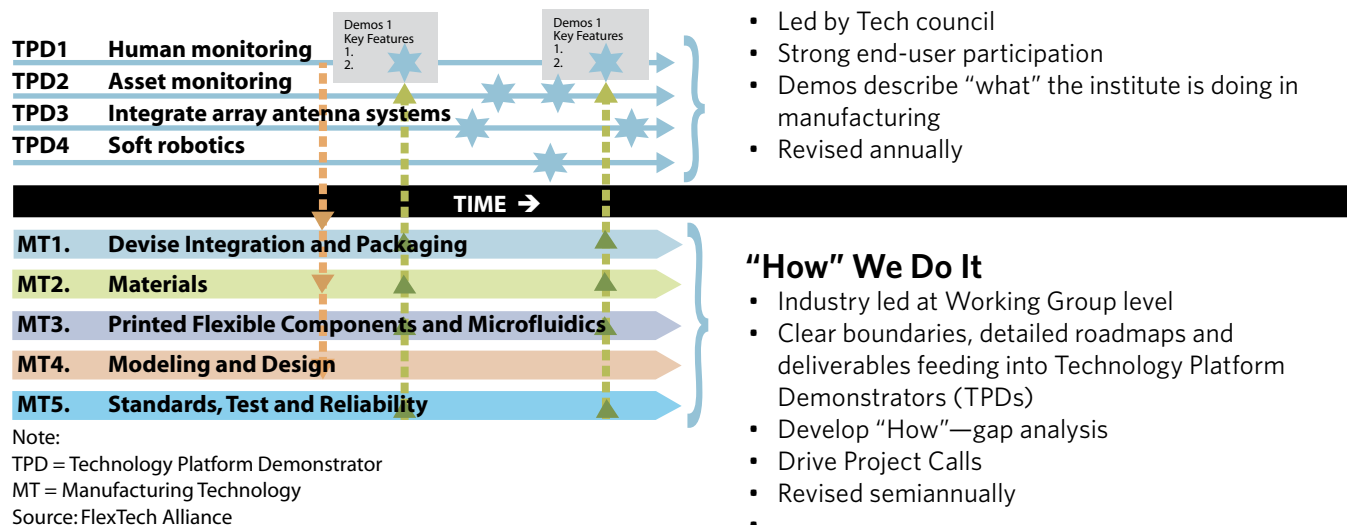 Demos 1
Key Features
1.
2.
Demos 1
Key Features
1.
2.
TPD1 Human monitoring
TPD2 Asset monitoring
TPD3 Integrate array antenna systems
TPD4 Soft robotics
• Led by Tech council
• Strong end-user participation
• Demos describe “what” the institute is doing in
manufacturing
• Revised annually
TIME →
MT1. Devise Integration and Packaging
MT2. Materials
MT3. Printed Flexible Components and Microfluidics
MT4. Modeling and Design
MT5. Standards, Test and Reliability
Note:
TPD = Technology Platform Demonstrator
MT = Manufacturing Technology
Source: FlexTech Alliance
“How” We Do It
• Industry led at Working Group level
• Clear boundaries, detailed roadmaps and
deliverables feeding into Technology Platform
Demonstrators (TPDs)
• Develop “How”—gap analysis
• Drive Project Calls
• Revised semiannually